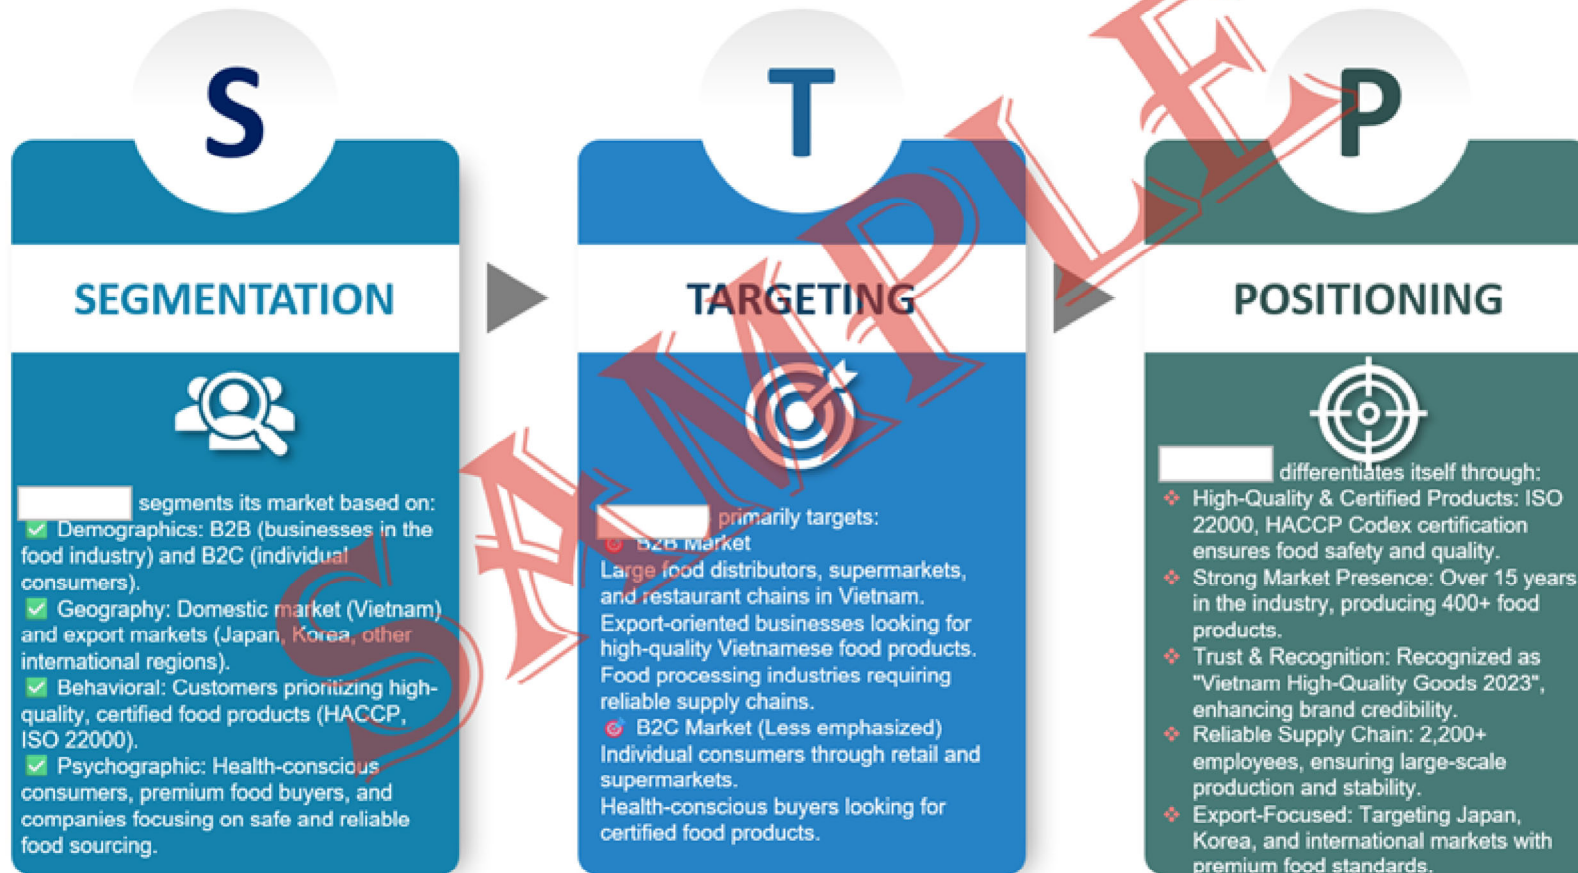 S
SEGMENTATION
segments its market based on:
✅ Demographics: B2B (businesses in the
food industry) and B2C (individual
consumers).
✅ Geography: Domestic market (Vietnam)
and export markets (Japan, Korea, other
international regions).
✅ Behavioral: Customers prioritizing high-
quality, certified food products (HACCP,
ISO 22000).
✅ Psychographic: Health-conscious
consumers, premium food buyers, and
companies focusing on safe and reliable
food sourcing.
T
TARGETING
primarily targets:
🎯 B2B Market
Large food distributors, supermarkets,
and restaurant chains in Vietnam.
Export-oriented businesses looking for
high-quality Vietnamese food products.
Food processing industries requiring
reliable supply chains.
🎯 B2C Market (Less emphasized)
Individual consumers through retail and
supermarkets.
Health-conscious buyers looking for
certified food products.
P
POSITIONING
differentiates itself through:
❖ High-Quality & Certified Products: ISO
22000, HACCP Codex certification
ensures food safety and quality.
❖ Strong Market Presence: Over 15 years
in the industry, producing 400+ food
products.
❖ Trust & Recognition: Recognized as
"Vietnam High-Quality Goods 2023",
enhancing brand credibility.
❖ Reliable Supply Chain: 2,200+
employees, ensuring large-scale
production and stability.
❖ Export-Focused: Targeting Japan,
Korea, and international markets with
premium food standards.
SAMPLE